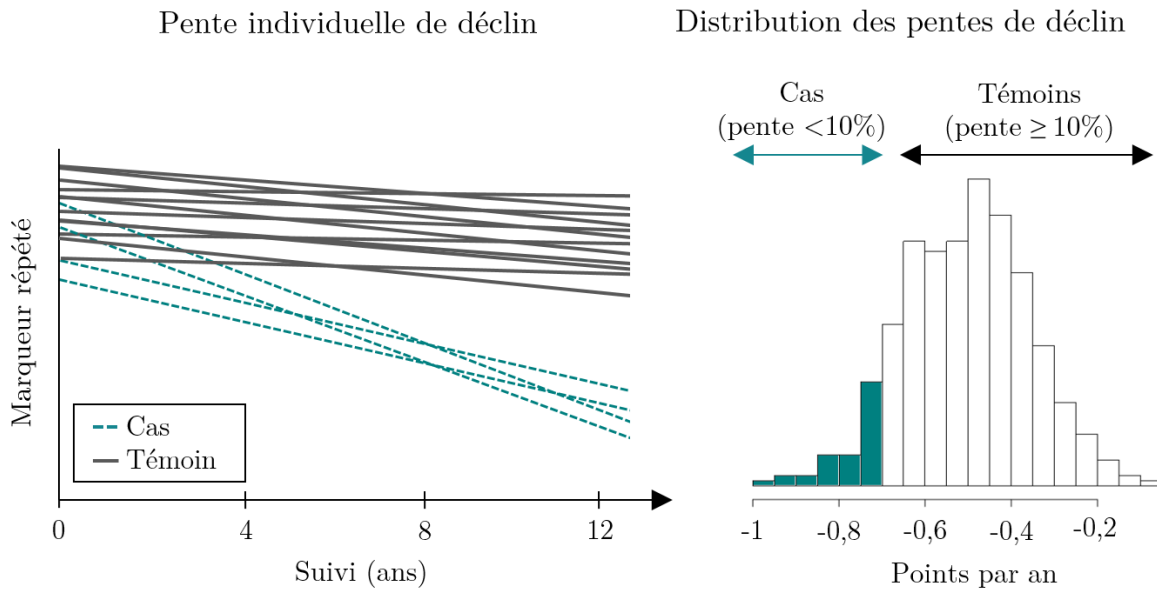 Pente individuelle de déclin
Marqueur répété
Cas
Témoin
0
4
8
12
Suivi (ans)
Distribution des pentes de déclin
Cas
(pente <10%)
Témoins
(pente ≥ 10%)
-1
-0,8
-0,6
-0,4
-0,2
Points par an